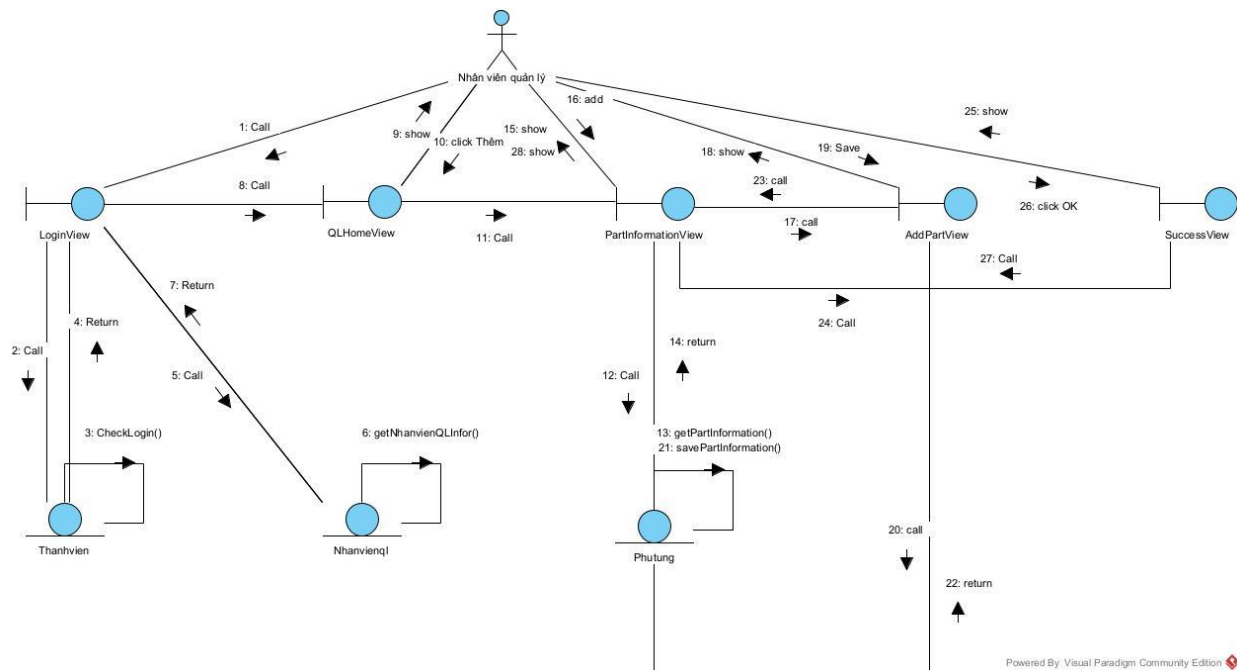 Nhân viên quản lý
16: add
25: show
1: Call
9: show
10: click Thêm
15: show
28: show
18: show
19: Save
8: Call
23: call
26: click OK
11: Call
17: call
LoginView
QLHomeView
PartInformationView
AddPartView
SuccessView
27: Call
7: Return
4: Return
24: Call
2: Call
14: return
5: Call
12: Call
3: CheckLogin()
6: getNhanvienQLInfor()
13: getPartInformation()
21: savePartInformation()
20: call
Thanhvien
Nhanvienql
Phutung
22: return
Powered By Visual Paradigm Community Edition